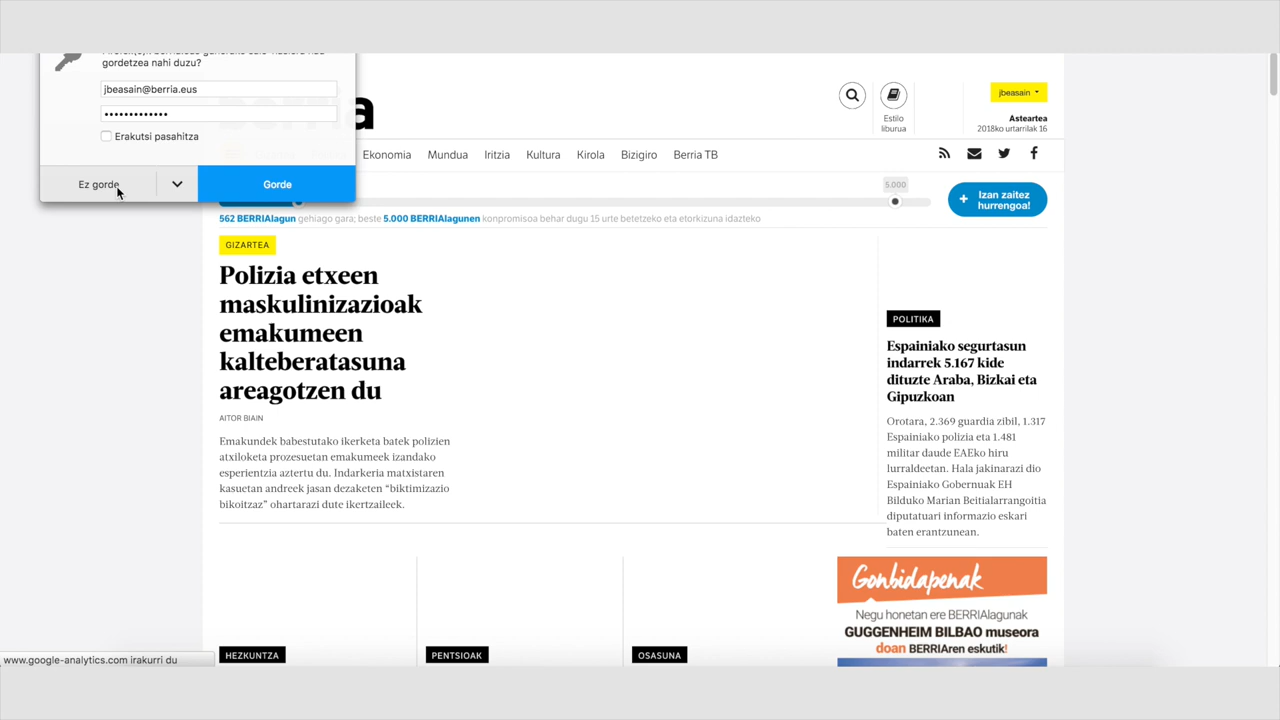 gordetzea nahi duzu?
jbeasain@berria.eus
Erakutsi pasahitza
Ez gorde
Gorde
Estilo
liburua
jbeasain
Asteartea
2018ko urtarrilak 16
Ekonomia Mundua Iritzia Kultura Kirola Bizigiro Berria TB
5.000
562 BERRIAlagun gehiago gara; beste 5.000 BERRIAlagunen konpromisoa behar dugu 15 urte betetzeko eta etorkizuna idazteko
Izan zaitez
hurrengoa!
GIZARTEA
Polizia etxeen
maskulinizazioak
emakumeen
kalteberatasuna
areagotzen du
AITOR BIAIN
Emakundek babestutako ikerketa batek polizien
atxiloketa prozesuetan emakumeek izandako
esperientzia aztertu du. Indarkeria matxistaren
kasuetan andreek jasan dezaketen “biktimizazio
bikoitzaz” ohartarazi dute ikertzaileek.
POLITIKA
Espainiako segurtasun
indarrek 5.167 kide
dituzte Araba, Bizkai eta
Gipuzkoan
Orotara, 2.369 guardia zibil, 1.317
Espainiako polizia eta 1.481
militar daude EAEko hiru
lurraldeetan. Hala jakinarazi dio
Espainiako Gobernuak EH
Bilduko Marian Beitialarrangoitia
diputatuari informazio eskari
baten erantzunean.
Gonbidapenak
Negu honetan ere BERRIAlagunak
GUGGENHEIM BILBAO museora
doan BERRIAren eskutik!
HEZKUNTZA
PENTSIOAK
OSASUNA
www.google-analytics.com irakurri du